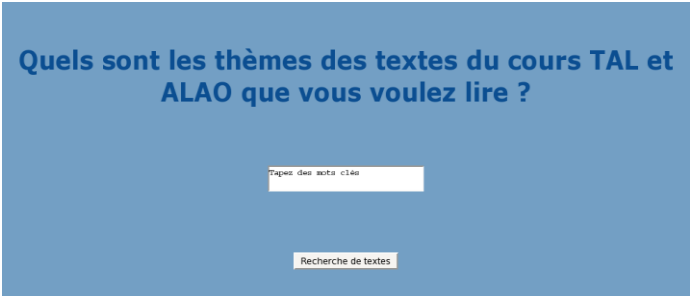 Quels sont les thèmes des textes du cours TAL et
ALAO que vous voulez lire ?
Tapez des mots clés
Recherche de textes